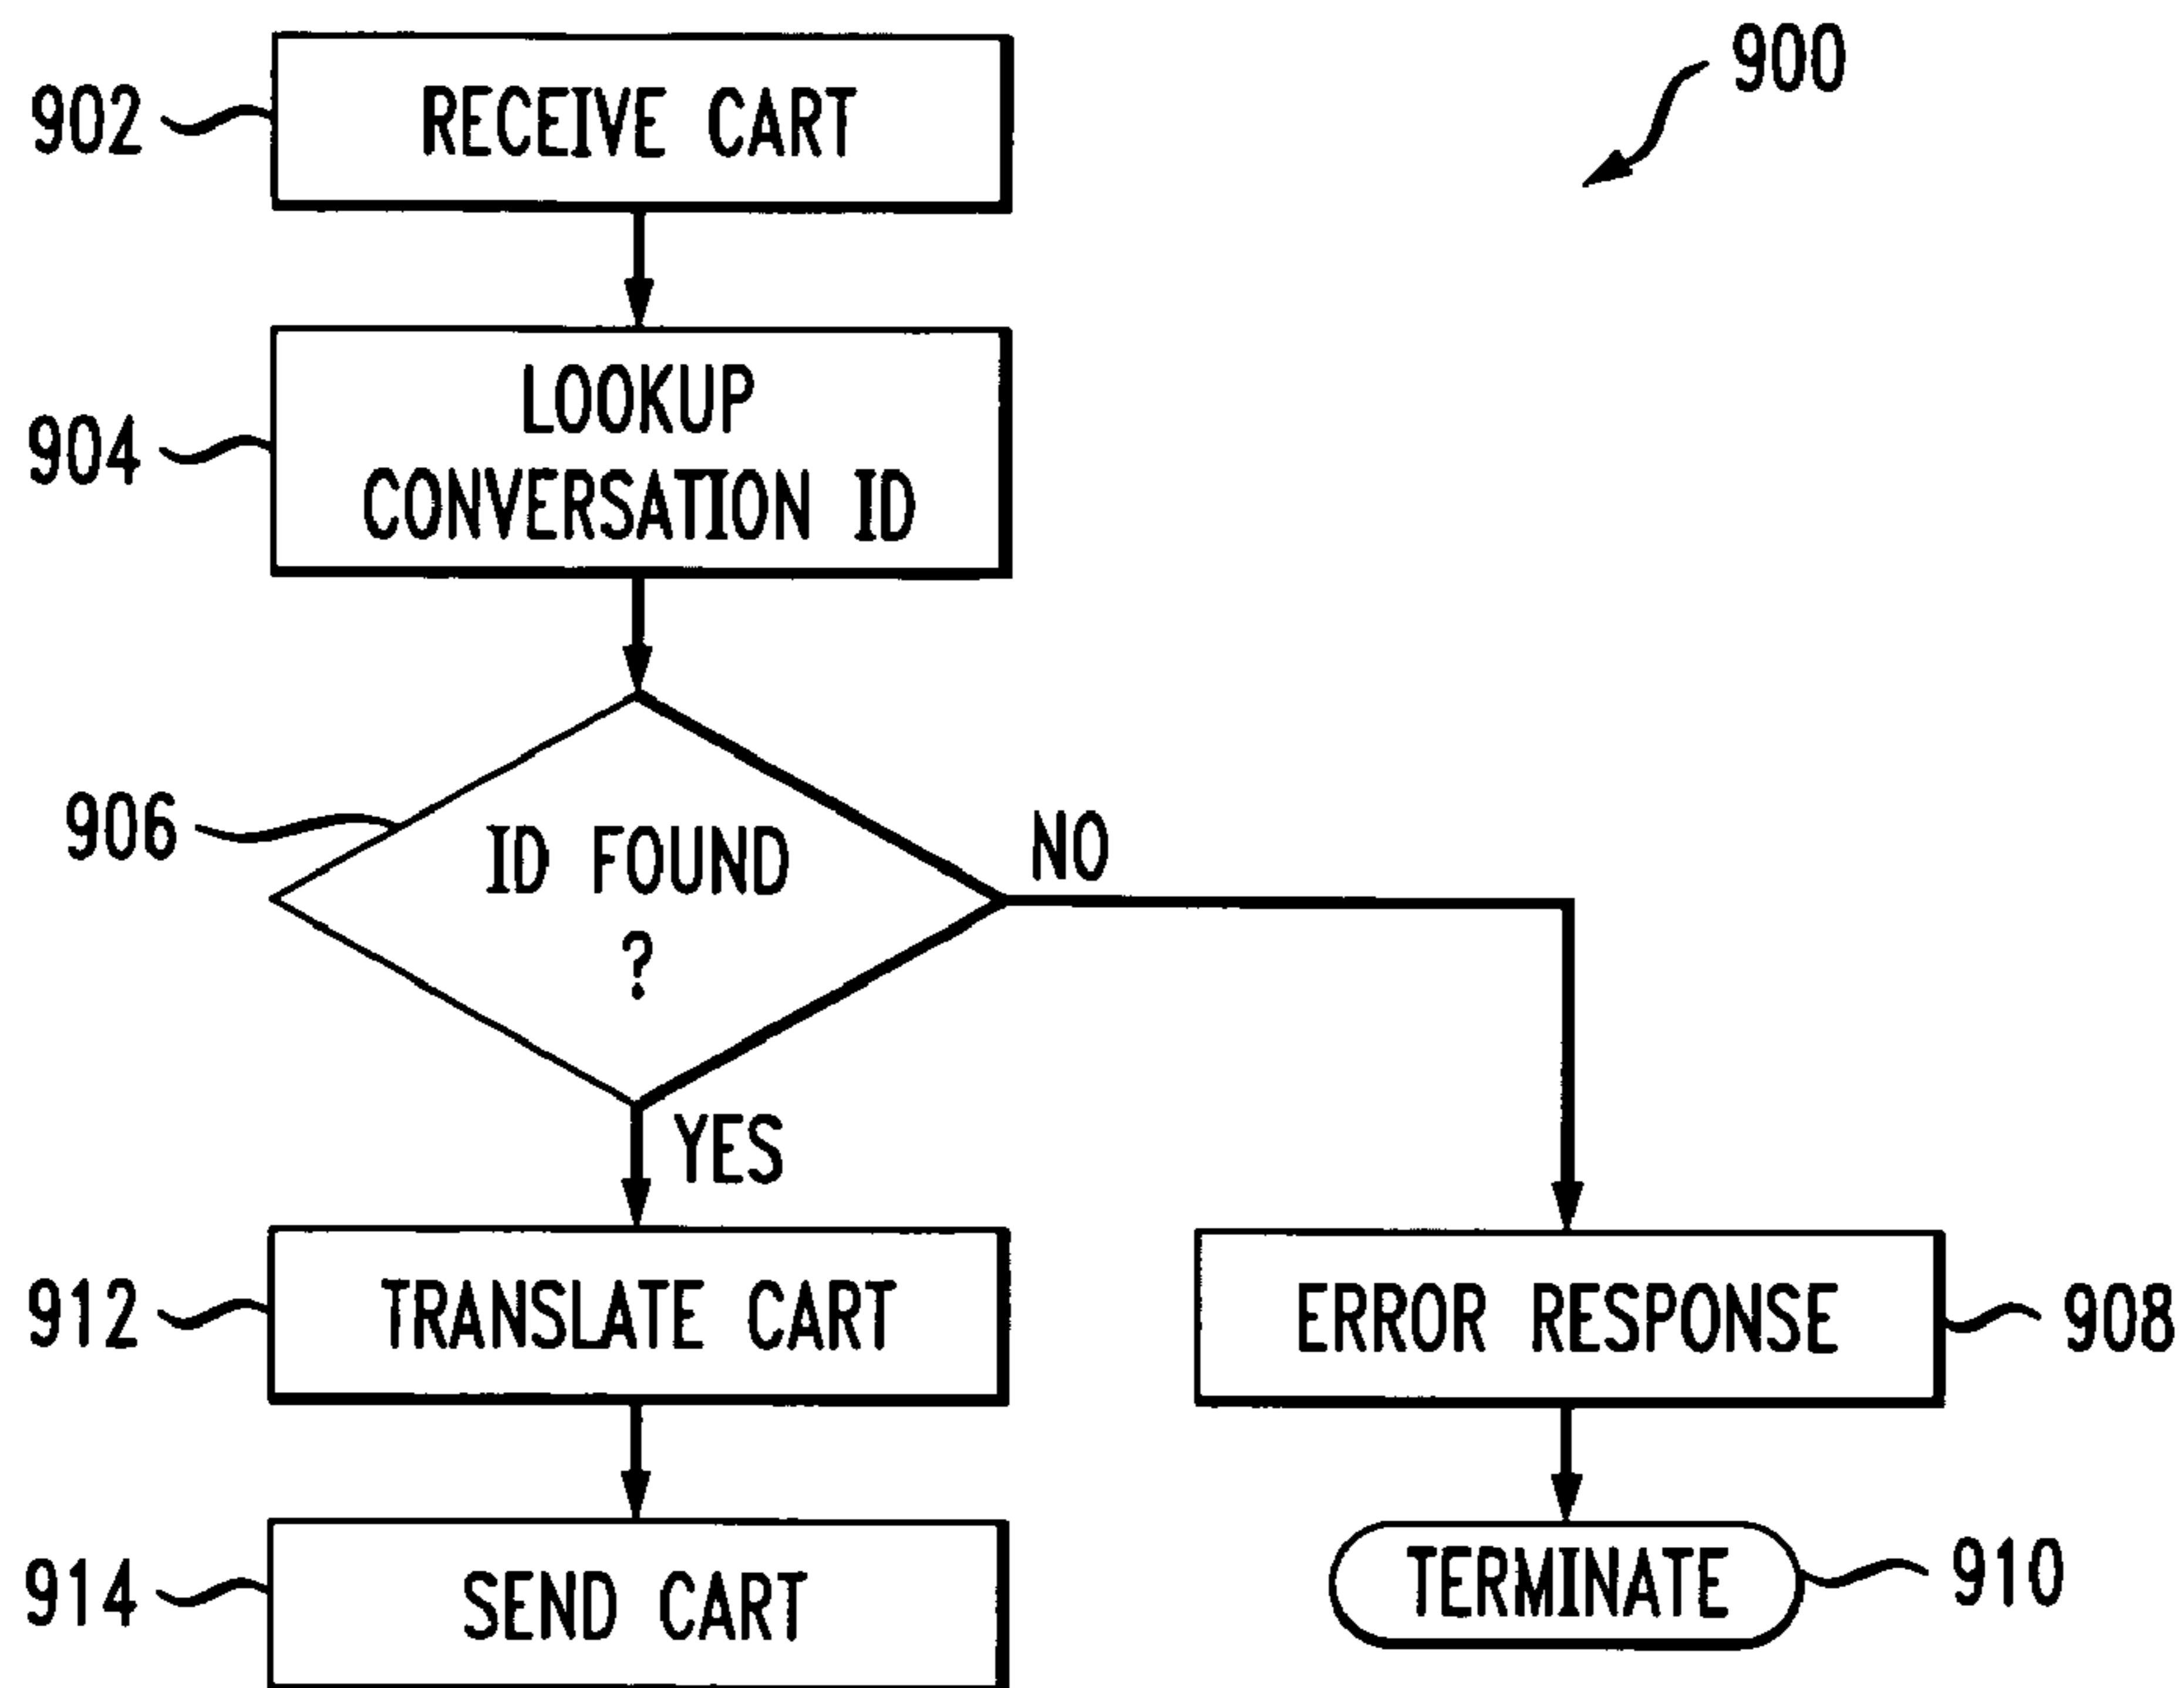 900
902
RECEIVE CART
904
LOOKUP
CONVERSATION ID
906
ID FOUND
?
NO
YES
912
TRANSLATE CART
ERROR RESPONSE
908
914
SEND CART
TERMINATE
910